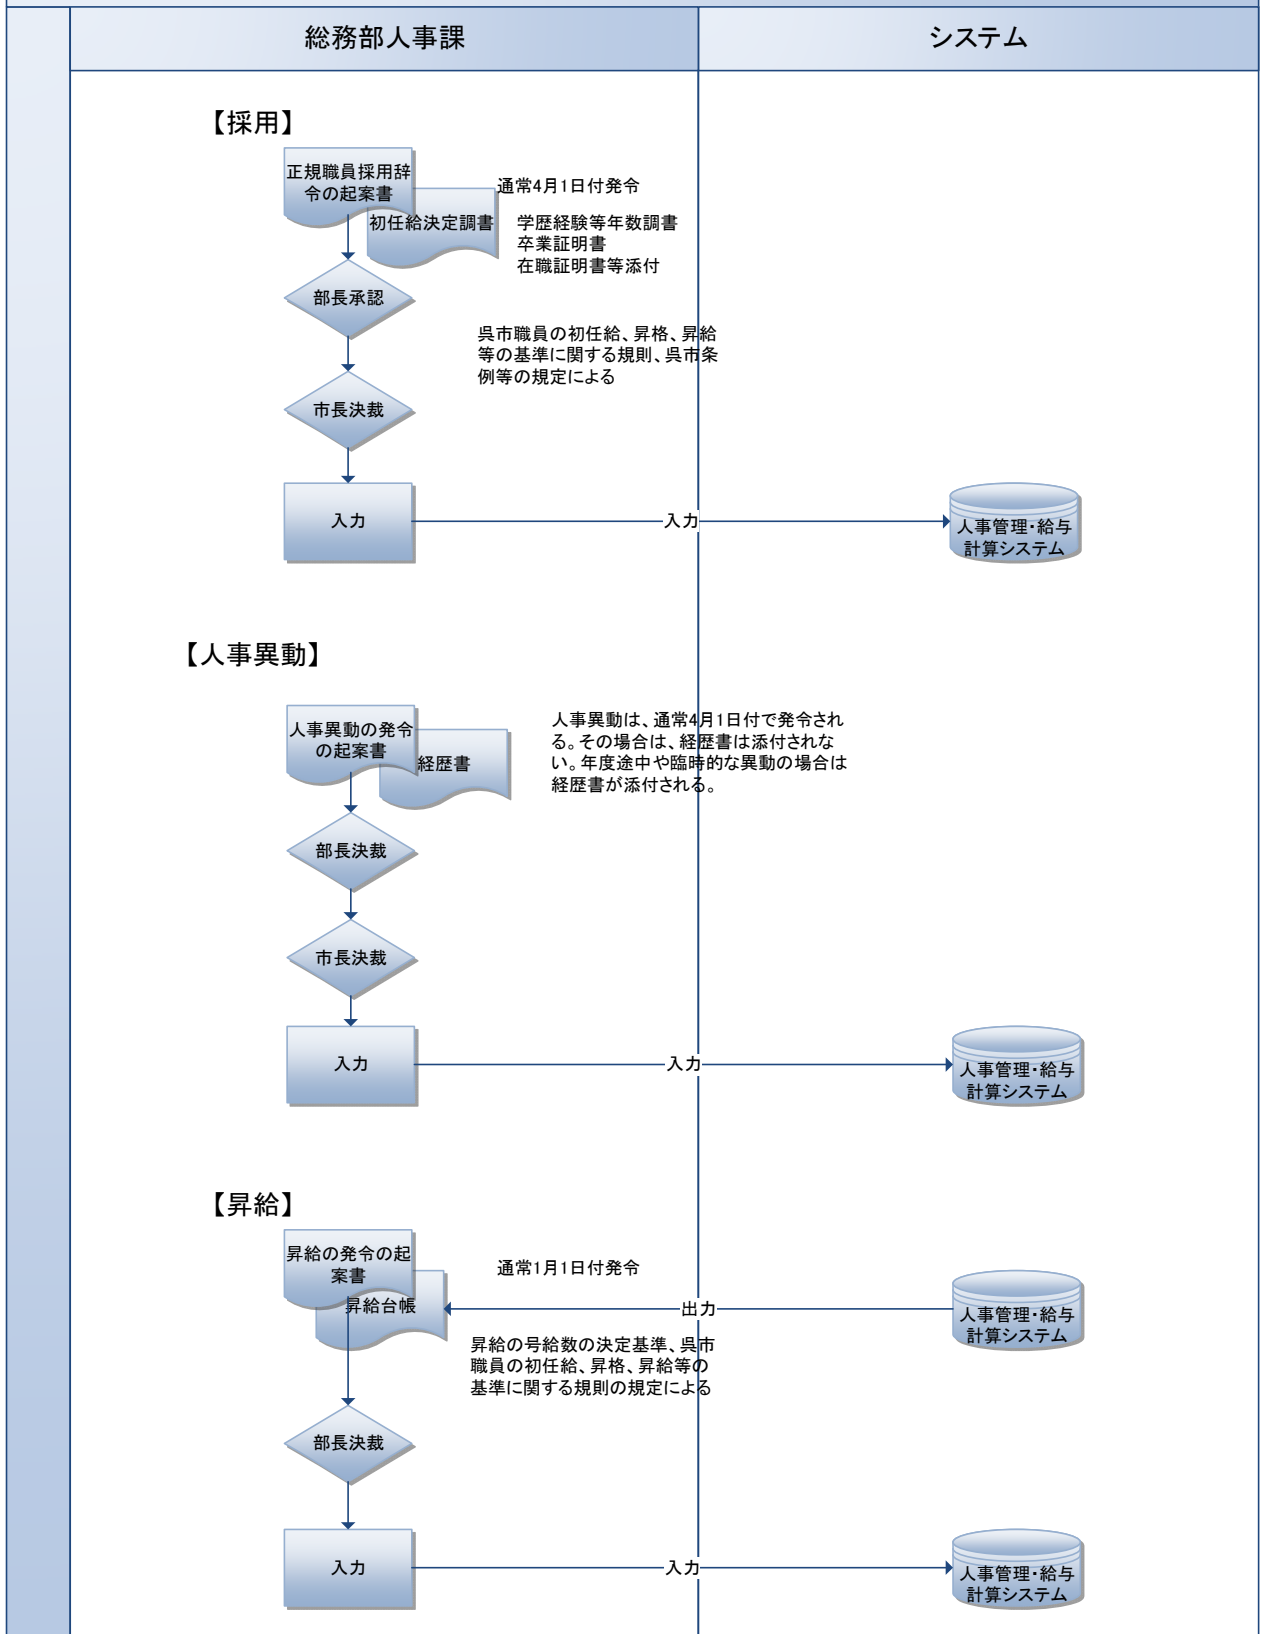 総務部人事課
システム
【採用】
正規職員採用辞
令の起案書
通常4月1日付発令
初任給決定調書
学歴経験等年数調書
卒業証明書
在職証明書等添付
部長承認
呉市職員の初任給、昇格、昇給
等の基準に関する規則、呉市条
例等の規定による
市長決裁
入力
入力
人事管理・給与
計算システム
【人事異動】
人事異動の発令
の起案書
経歴書
人事異動は、通常4月1日付で発令され
る。その場合は、経歴書は添付されな
い。年度途中や臨時的な異動の場合は
経歴書が添付される。
部長決裁
市長決裁
入力
入力
人事管理・給与
計算システム
【昇給】
昇給の発令の起
案書
昇給台帳
通常1月1日付発令
出力
人事管理・給与
計算システム
昇給の号給数の決定基準、呉市
職員の初任給、昇格、昇給等の
基準に関する規則の規定による
部長決裁
入力
入力
人事管理・給与
計算システム